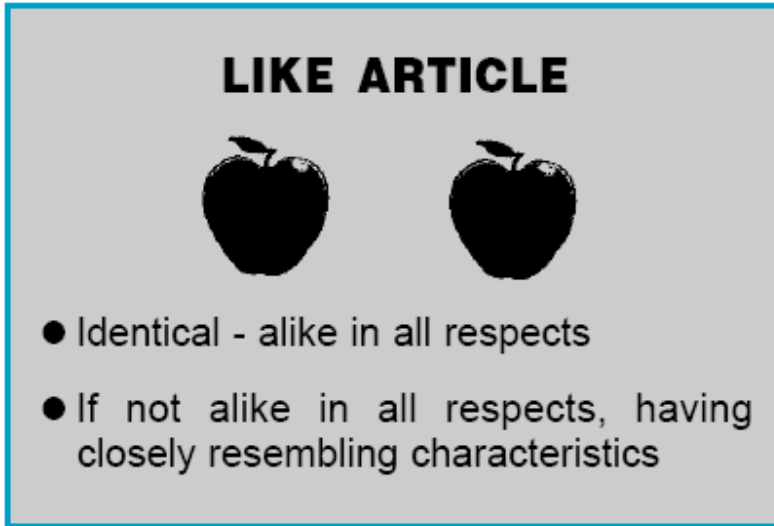 LIKE ARTICLE
● Identical - alike in all respects
● If not alike in all respects, having
closely resembling characteristics